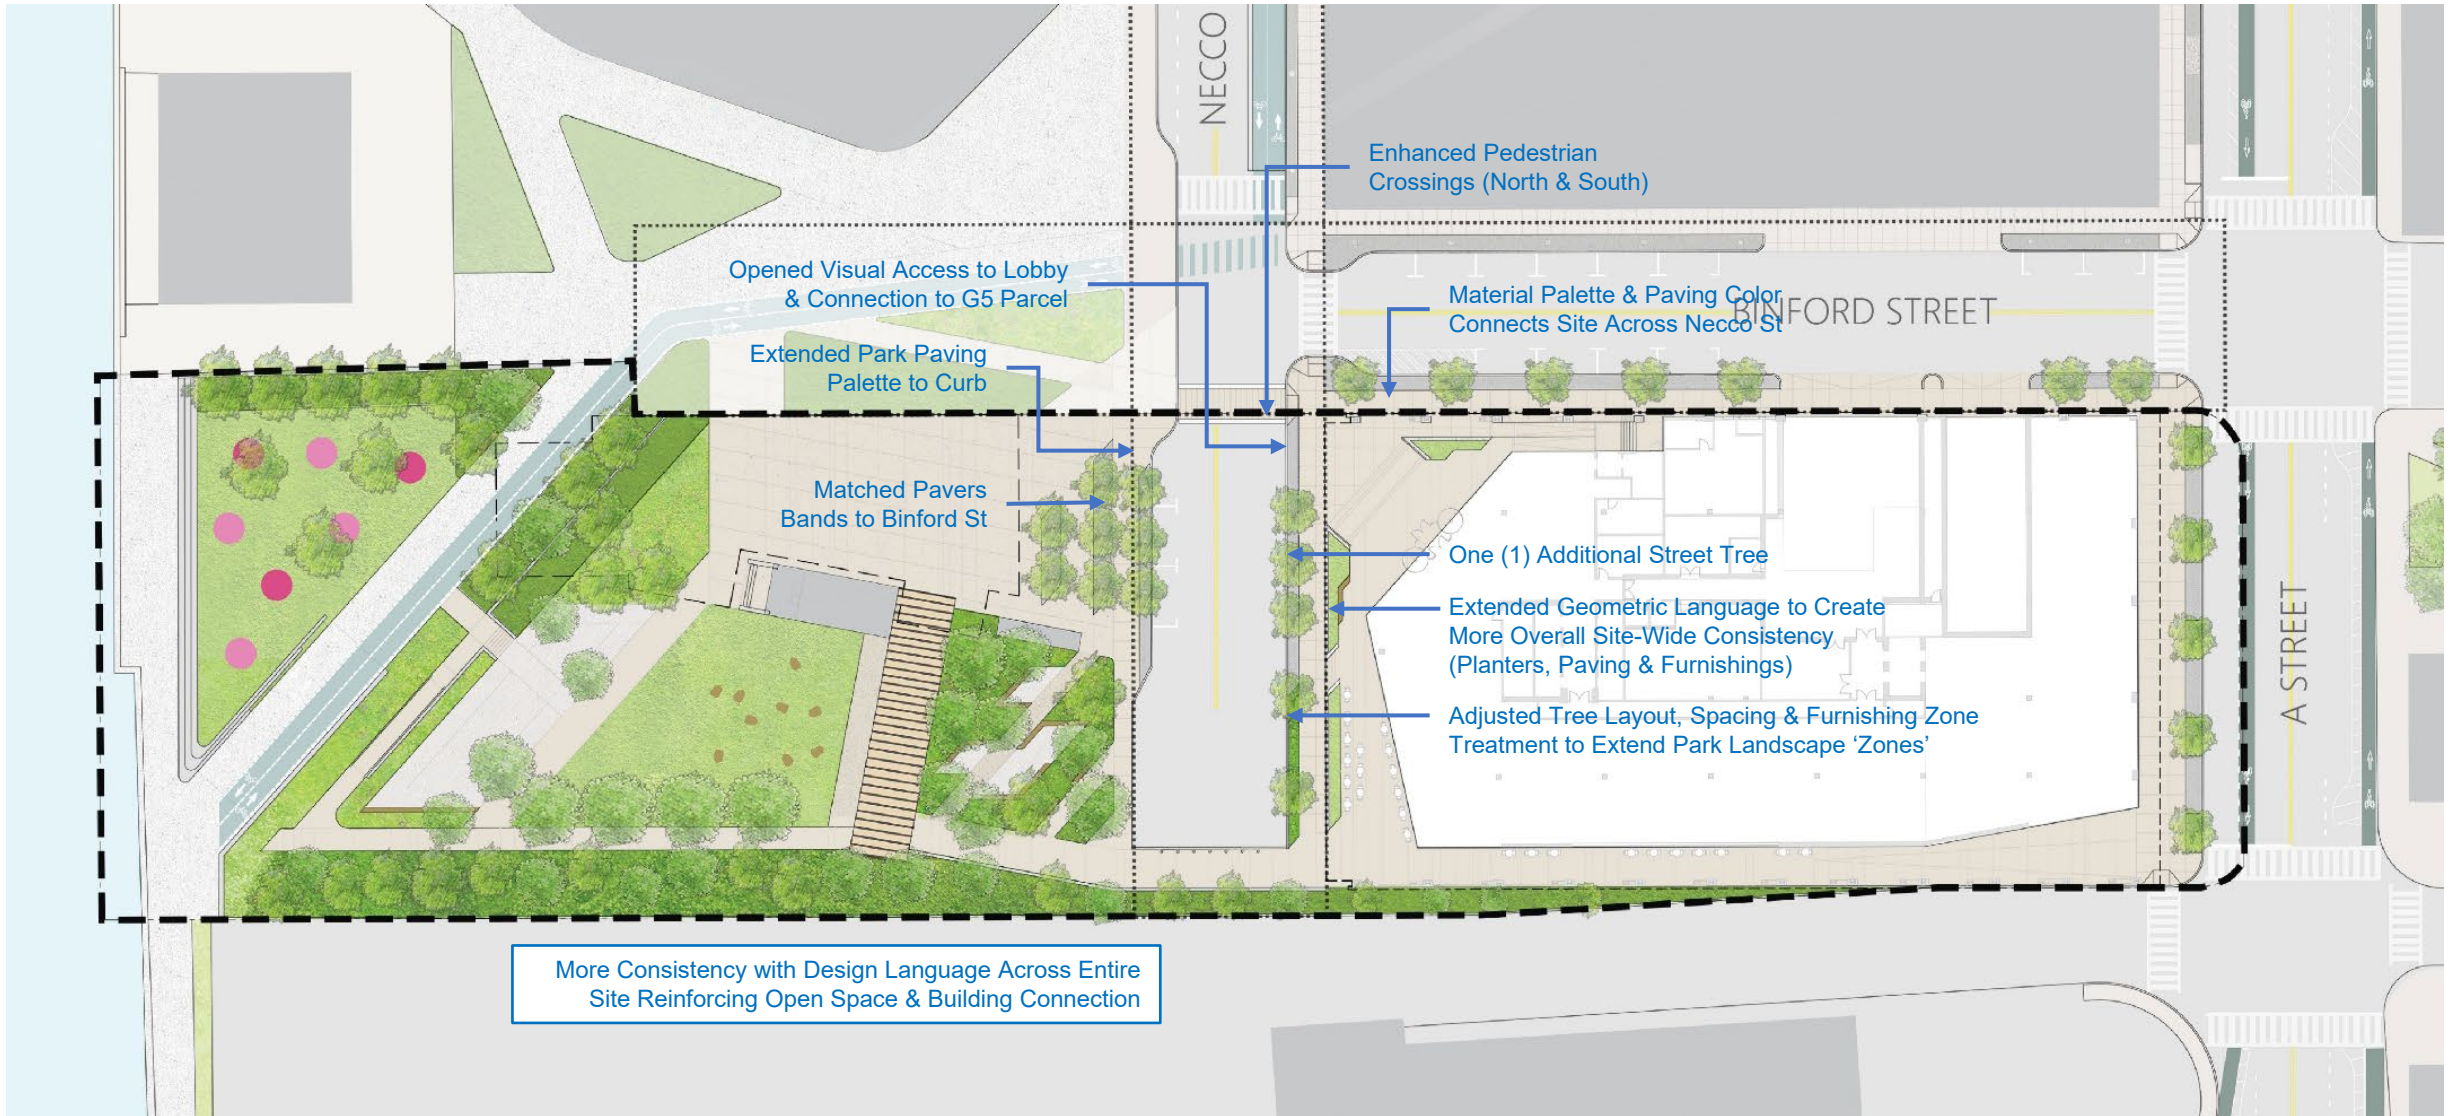 NECCO
Enhanced Pedestrian
Crossings (North & South)
Opened Visual Access to Lobby
& Connection to G5 Parcel
Material Palette & Paving Color
Connects Site Across Necco St
BINFORD STREET
Extended Park Paving
Palette to Curb
Matched Pavers
Bands to Binford St
One (1) Additional Street Tree
Extended Geometric Language to Create
More Overall Site-Wide Consistency
(Planters, Paving & Furnishings)
A STREET
Adjusted Tree Layout, Spacing & Furnishing Zone
Treatment to Extend Park Landscape ‘Zones’
More Consistency with Design Language Across Entire
Site Reinforcing Open Space & Building Connection